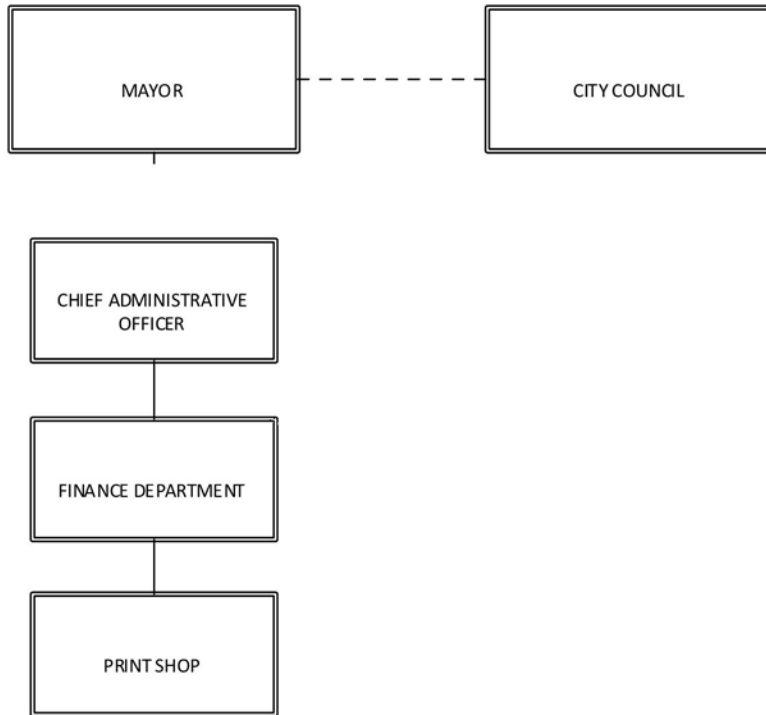 MAYOR
CITY COUNCIL
CHIEF ADMINISTRATIVE
OFFICER
FINANCE DEPARTMENT
PRINT SHOP